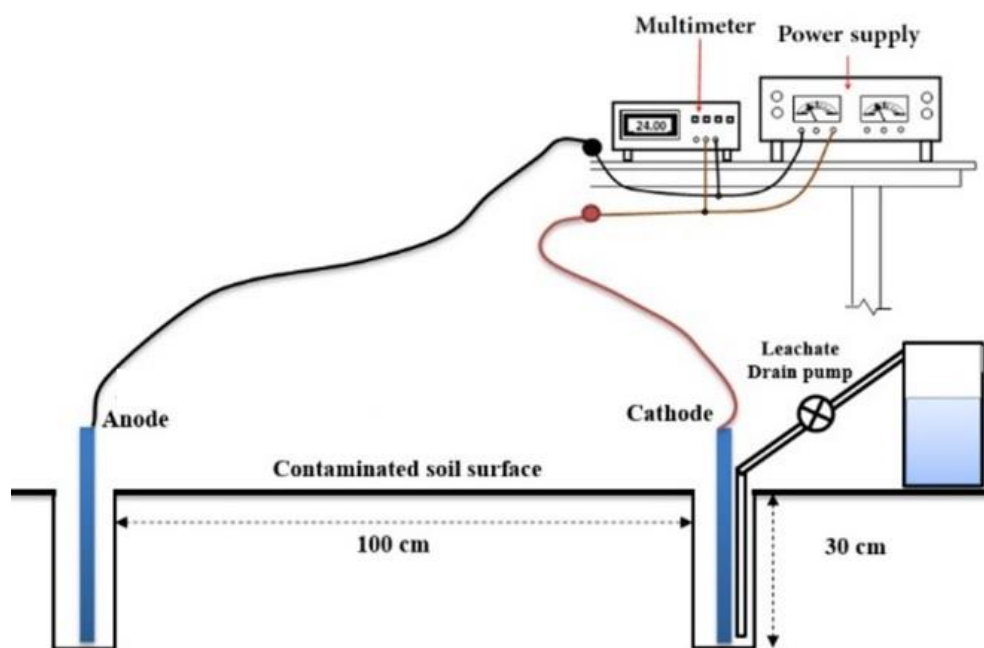 Multimeter
Power supply
24.00
Leachate
Drain pump
Anode
Cathode
Contaminated soil surface
100 cm
30 cm